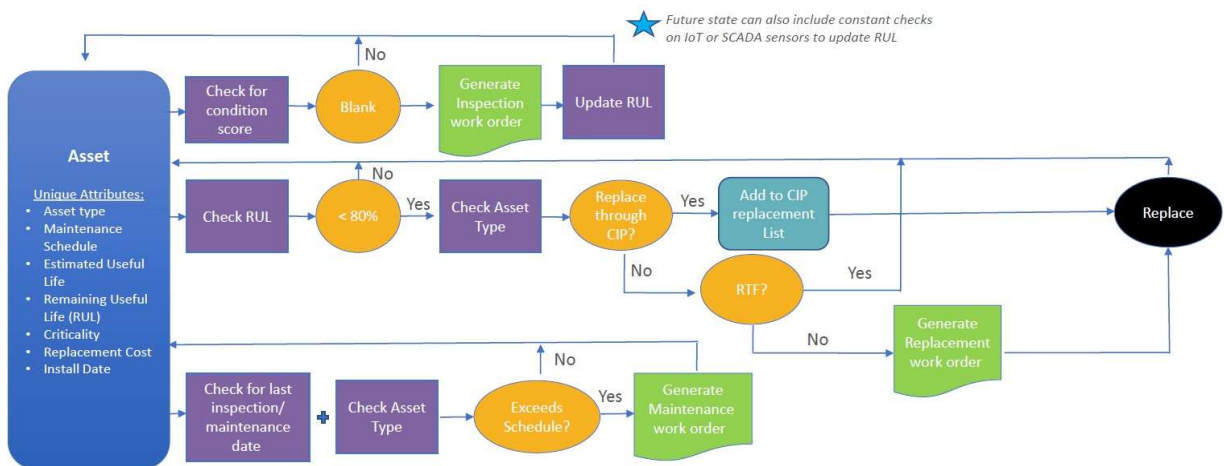 Future state can also include constant checks
on IoT or SCADA sensors to update RUL
No
Check for
condition
score
Blank
Generate
Inspection
work order
Update RUL
Asset
Unique Attributes:
• Asset type
• Maintenance
Schedule
• Estimated Useful
Life
• Remaining Useful
Life (RUL)
• Criticality
• Replacement Cost
• Install Date
No
Check RUL
< 80%
Yes
Check Asset
Type
Replace
through
CIP?
Yes
Add to CIP
replacement
List
Replace
No
RTF?
Yes
No
Generate
Replacement
work order
No
Check for last
inspection/
maintenance
date
Check Asset
Type
Exceeds
Schedule?
Yes
Generate
Maintenance
work order